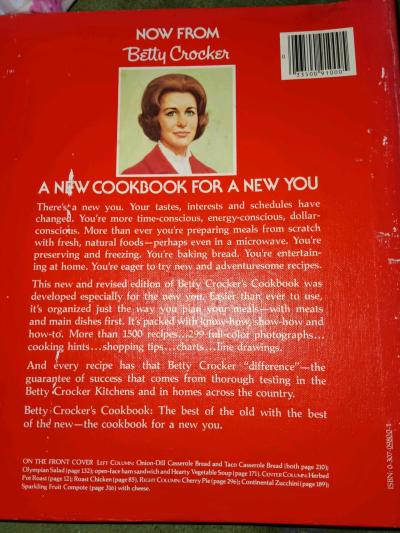 NOW FROM
Betty Crocker
0
33500 91000
A NEW COOKBOOK FOR A NEW YOU
There's a new you. Your tastes, interests and schedules have
changed. You're more time-conscious, energy-conscious, dollar-
conscious. More than ever you're preparing meals from scratch
with fresh, natural foods—perhaps even in a microwave. You're
preserving and freezing. You're baking bread. You're entertain-
ing at home. You're eager to try new and adventuresome recipes.
This new and revised edition of Betty Crocker's Cookbook was
developed especially for the new you. Easier than ever to use,
it's organized just the way you plan your meals—with meats
and main dishes first. It's packed with know-how, show-how and
how-to. More than 1500 recipes...299 full-color photographs...
cooking hints...shopping tips...charts...line drawings.
And every recipe has that Betty Crocker "difference"—the
guarantee of success that comes from thorough testing in the
Betty Crocker Kitchens and in homes across the country.
Betty Crocker's Cookbook: The best of the old with the best
of the new—the cookbook for a new you.
ON THE FRONT COVER LEFT COLUMN: Onion-Dill Casserole Bread and Taco Casserole Bread (both page 210);
Olympian Salad (page 132); open-face ham sandwich and Hearty Vegetable Soup (page 171). CENTER COLUMN: Herbed
Pot Roast (page 12); Roast Chicken (page 85). RIGHT COLUMN: Cherry Pie (page 296); Continental Zucchini (page 189);
Sparkling Fruit Compote (page 316) with cheese.
ISBN: 0-307-09802-1